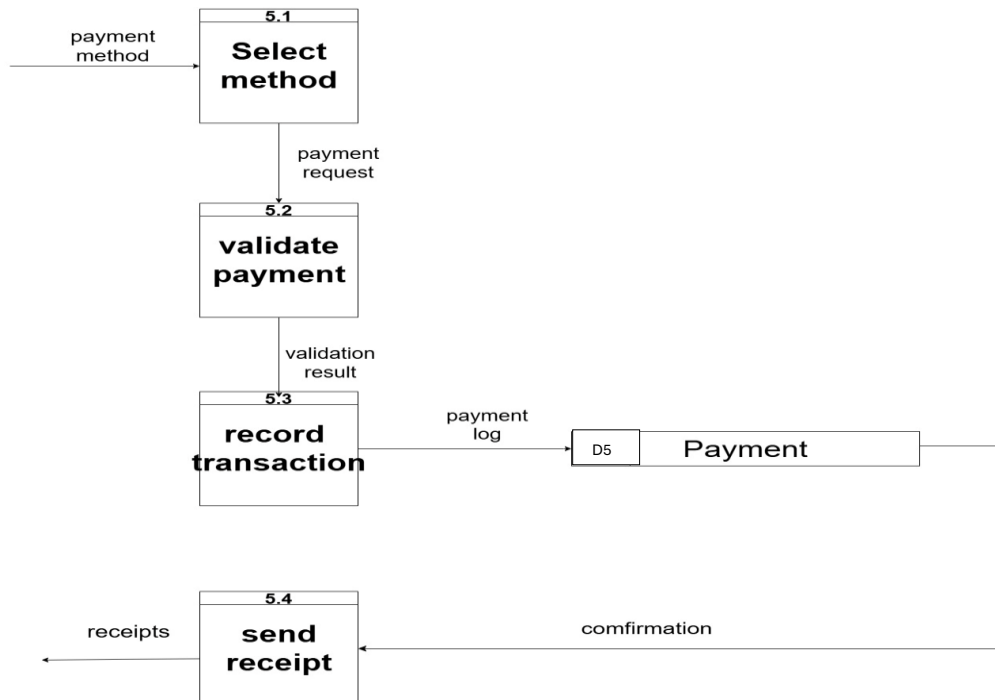 5.1
payment
method
Select
method
payment
request
5.2
validate
payment
validation
result
5.3
record
transaction
payment
log
D5
Payment
5.4
send
receipt
receipts
comfirmation